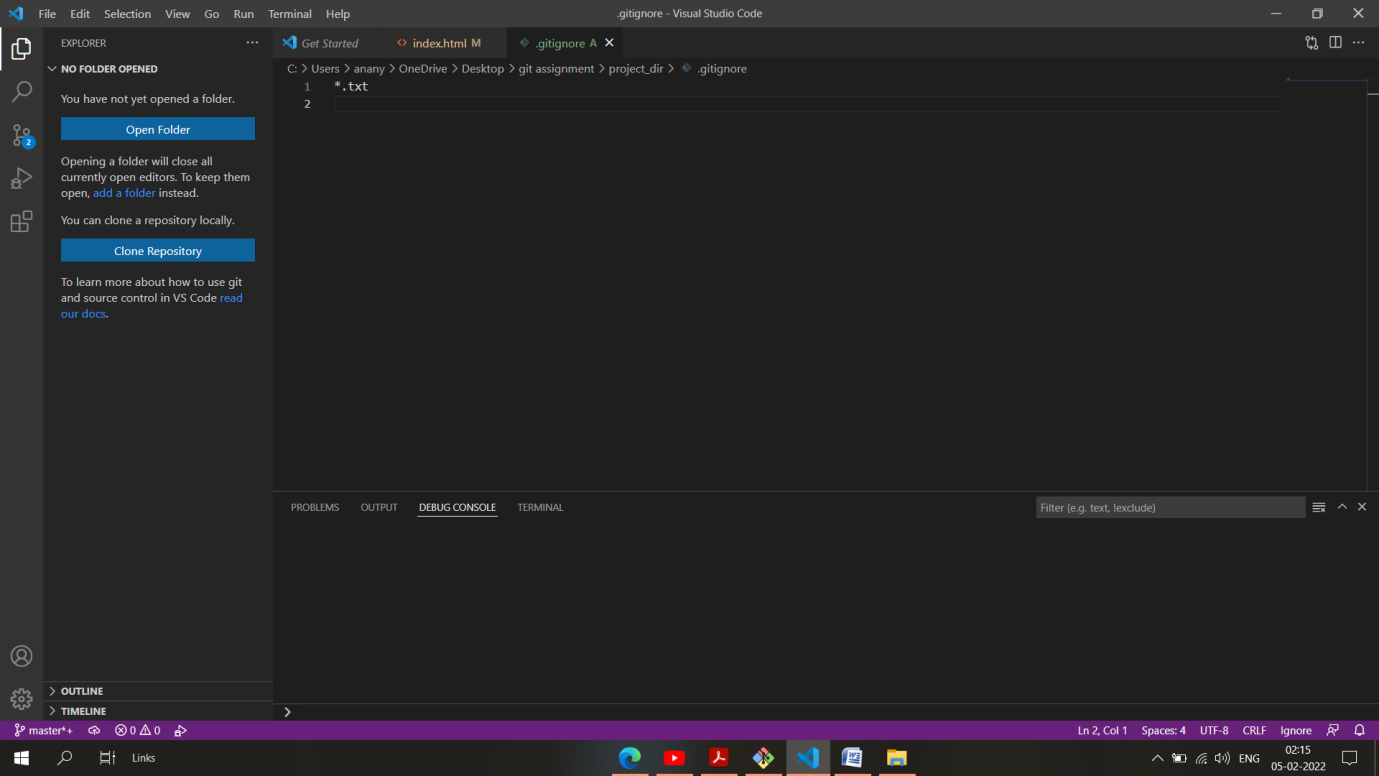 File Edit Selection View Go Run Terminal Help
.gitignore - Visual Studio Code
EXPLORER
Get Started
index.html M
.gitignore A
NO FOLDER OPENED
C: > Users > anany > OneDrive > Desktop > git assignment > project_dir > .gitignore
1 *.txt
2
You have not yet opened a folder.
Open Folder
2
Opening a folder will close all
currently open editors. To keep them
open, add a folder instead.
You can clone a repository locally.
Clone Repository
To learn more about how to use git
and source control in VS Code read
our docs.
PROBLEMS OUTPUT DEBUG CONSOLE TERMINAL
Filter (e.g. text, !exclude)
OUTLINE
TIMELINE
master*+ 0 0
Ln 2, Col 1 Spaces: 4 UTF-8 CRLF Ignore
Links
ENG
02:15
05-02-2022